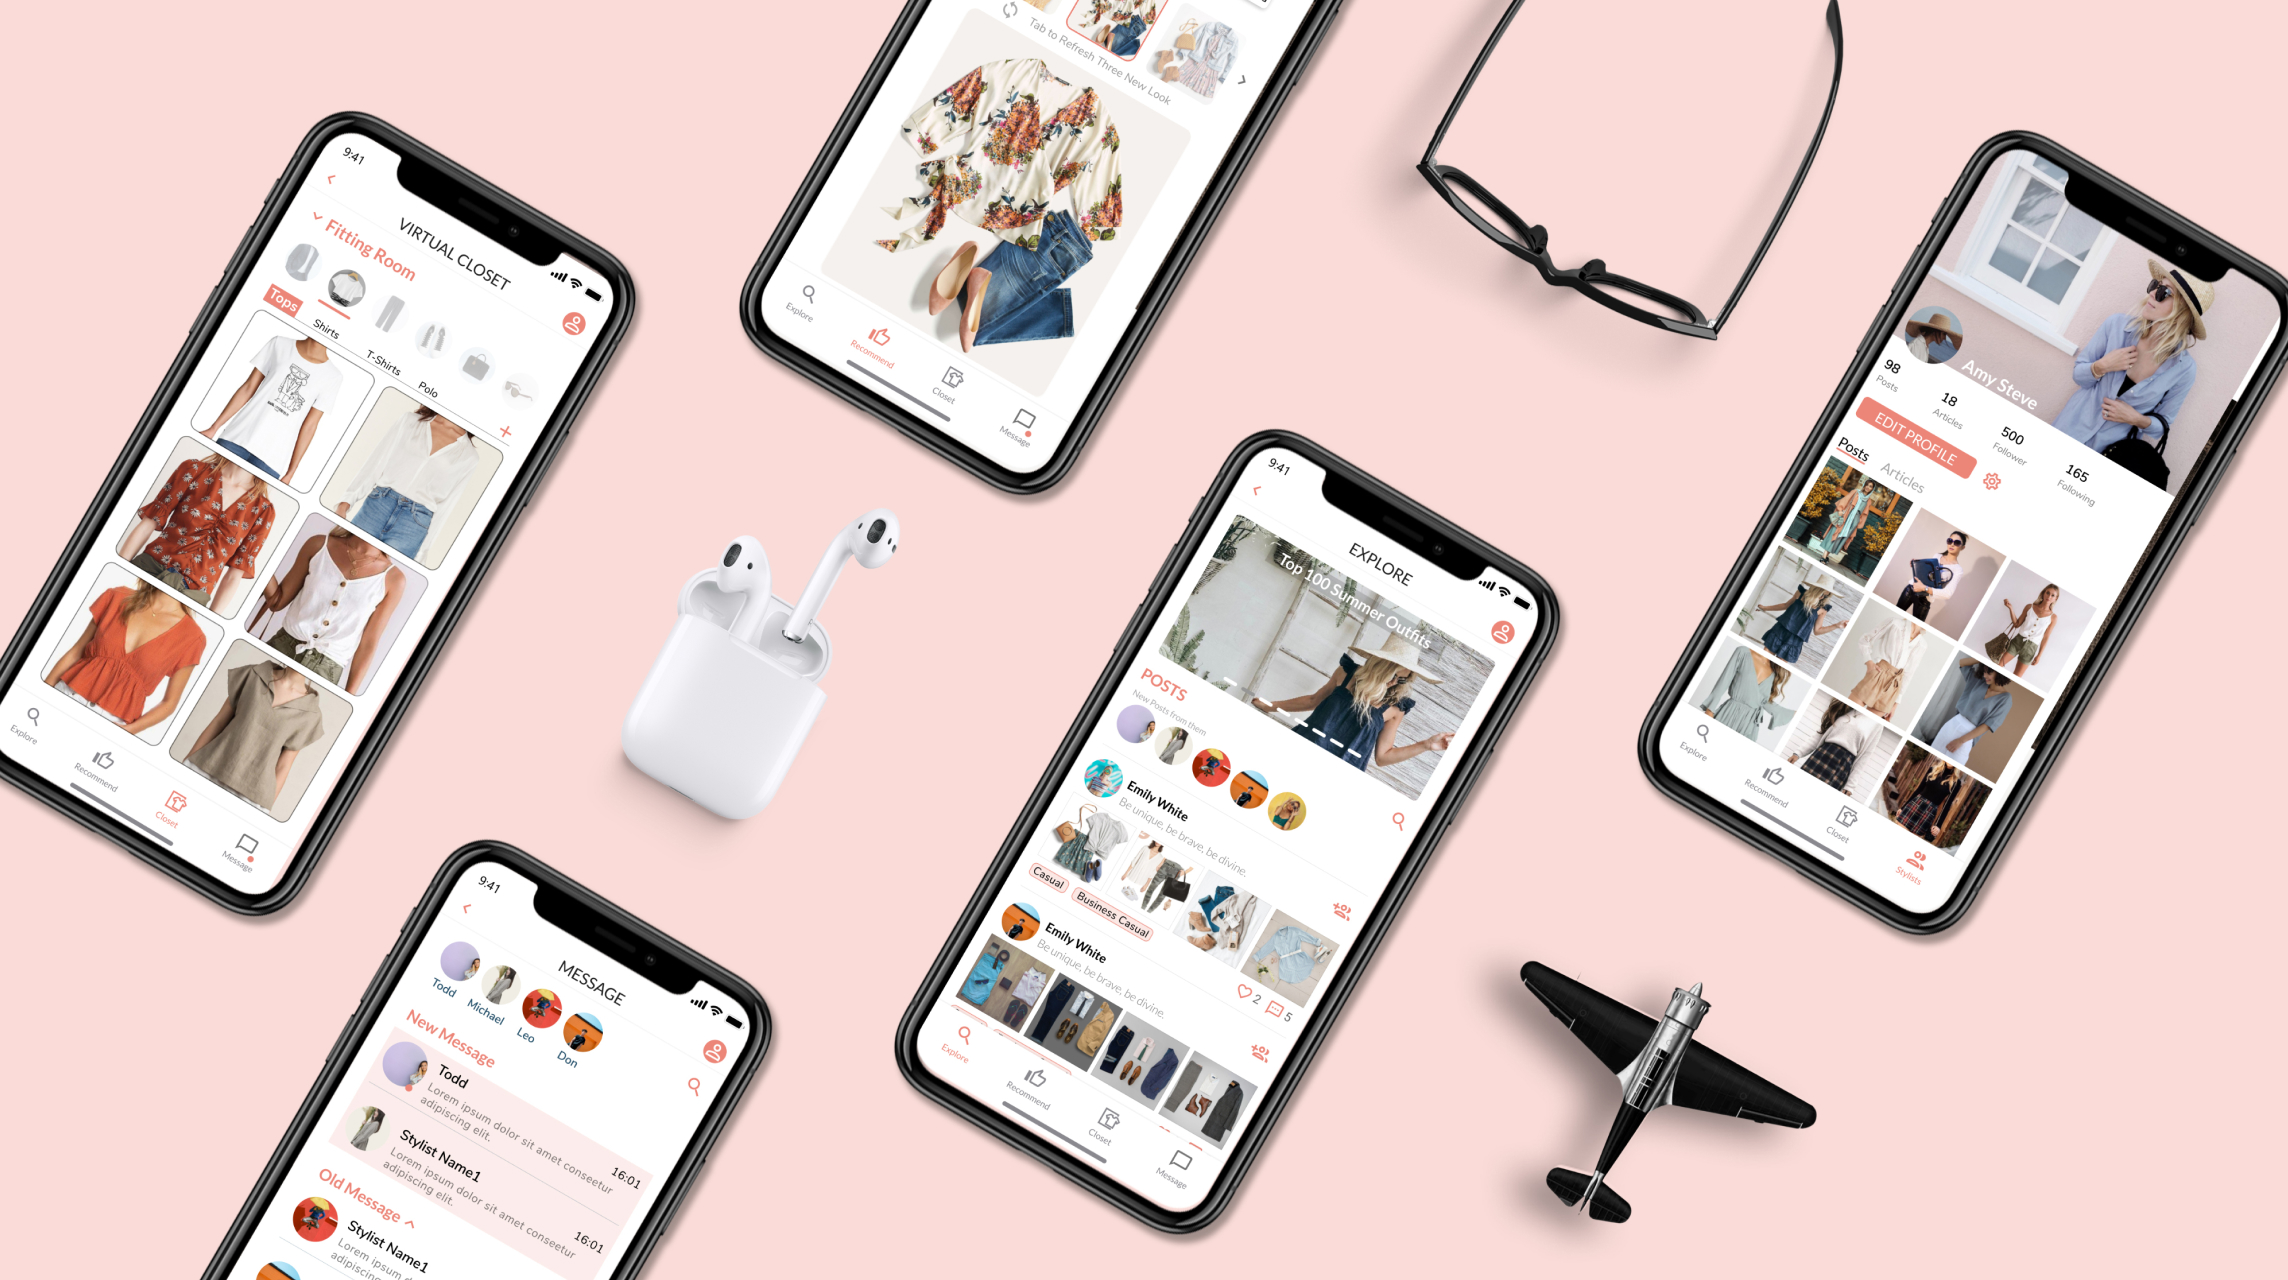 9:41
VIRTUAL CLOSET
Fitting Room
Tops
Shirts
T-Shirts
Polo
Explore
Recommend
Closet
Message
Tab to Refresh Three New Look
Explore
Recommend
Closet
Message
9:41
MESSAGE
Todd
Michael
Leo
Don
New Message
Todd
Lorem ipsum dolor sit amet consetur
adipiscing elit.
16:01
Stylist Name1
Lorem ipsum dolor sit amet consectetur
adipiscing elit.
16:01
Old Message
Stylist Name1
Lorem ipsum
adipiscing
9:41
EXPLORE
Top 100 Summer Outfits
POSTS
New Posts from them
Emily White
Be unique, be brave, be divine.
Casual
Business Casual
Emily White
Be unique, be brave, be divine.
2
5
Explore
Recommend
Closet
Message
Amy Steve
98
Posts
18
Articles
500
Follower
165
Following
EDIT PROFILE
Posts
Articles
Explore
Recommend
Closet
Stylists